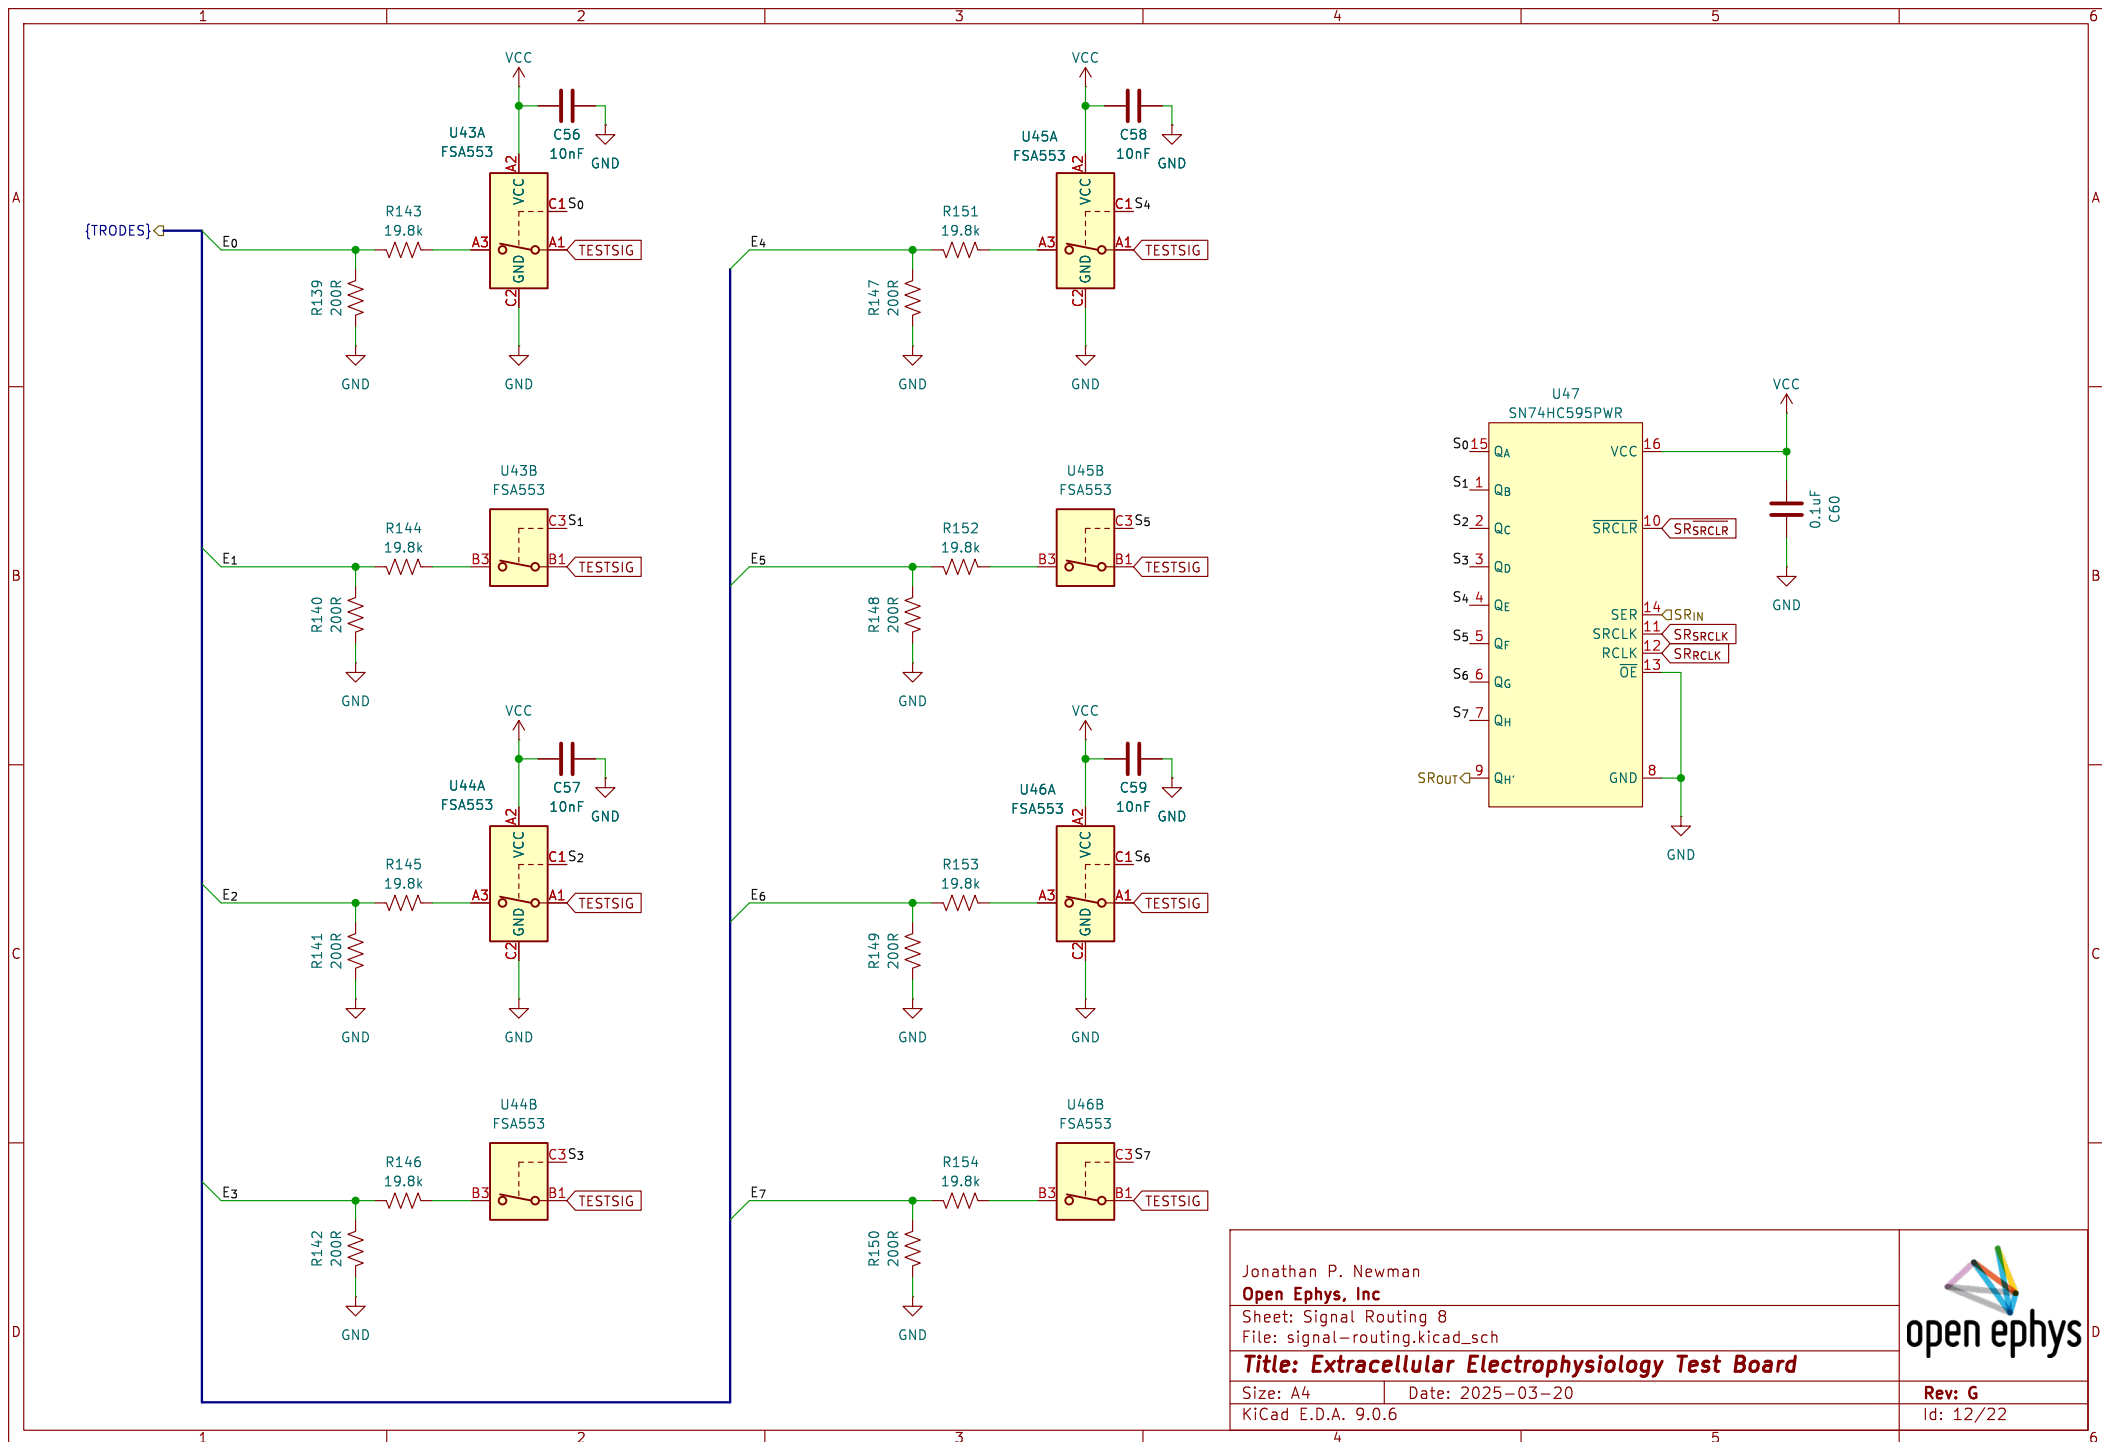 1 2 3 4 5 6
A
B
C
D
A
B
C
D
1 2 3 4 5 6
{TRODES}
VCC
C56
10nF
GND
U43A
FSA553
A2
VCC
C1 S0
E0
R143
19.8k
A3
A1
TESTSIG
GND
C2
R139
200R
GND
GND
U43B
FSA553
C3 S1
E1
R144
19.8k
B3
B1
TESTSIG
R140
200R
GND
VCC
C57
10nF
GND
U44A
FSA553
A2
VCC
C1 S2
E2
R145
19.8k
A3
A1
TESTSIG
GND
C2
R141
200R
GND
GND
U44B
FSA553
C3 S3
E3
R146
19.8k
B3
B1
TESTSIG
R142
200R
GND
VCC
C58
10nF
GND
U45A
FSA553
A2
VCC
C1 S4
E4
R151
19.8k
A3
A1
TESTSIG
GND
C2
R147
200R
GND
GND
U45B
FSA553
C3 S5
E5
R152
19.8k
B3
B1
TESTSIG
R148
200R
GND
VCC
C59
10nF
GND
U46A
FSA553
A2
VCC
C1 S6
E6
R153
19.8k
A3
A1
TESTSIG
GND
C2
R149
200R
GND
GND
U46B
FSA553
C3 S7
E7
R154
19.8k
B3
B1
TESTSIG
R150
200R
GND
U47
SN74HC595PWR
S0 15 QA
S1 1 QB
S2 2 QC
S3 3 QD
S4 4 QE
S5 5 QF
S6 6 QG
S7 7 QH
SROUT 9 QH'
VCC 16
SRCLR 10 SRSRCLR
SER 14 SRIN
SRCLK 11 SRSRCLK
RCLK 12 SRRCLK
OE 13
GND 8
GND
VCC
0.1uF
C60
GND
Jonathan P. Newman
Open Ephys, Inc
Sheet: Signal Routing 8
File: signal-routing.kicad_sch
Title: Extracellular Electrophysiology Test Board
Size: A4 Date: 2025-03-20
Rev: G
KiCad E.D.A. 9.0.6
Id: 12/22
open ephys